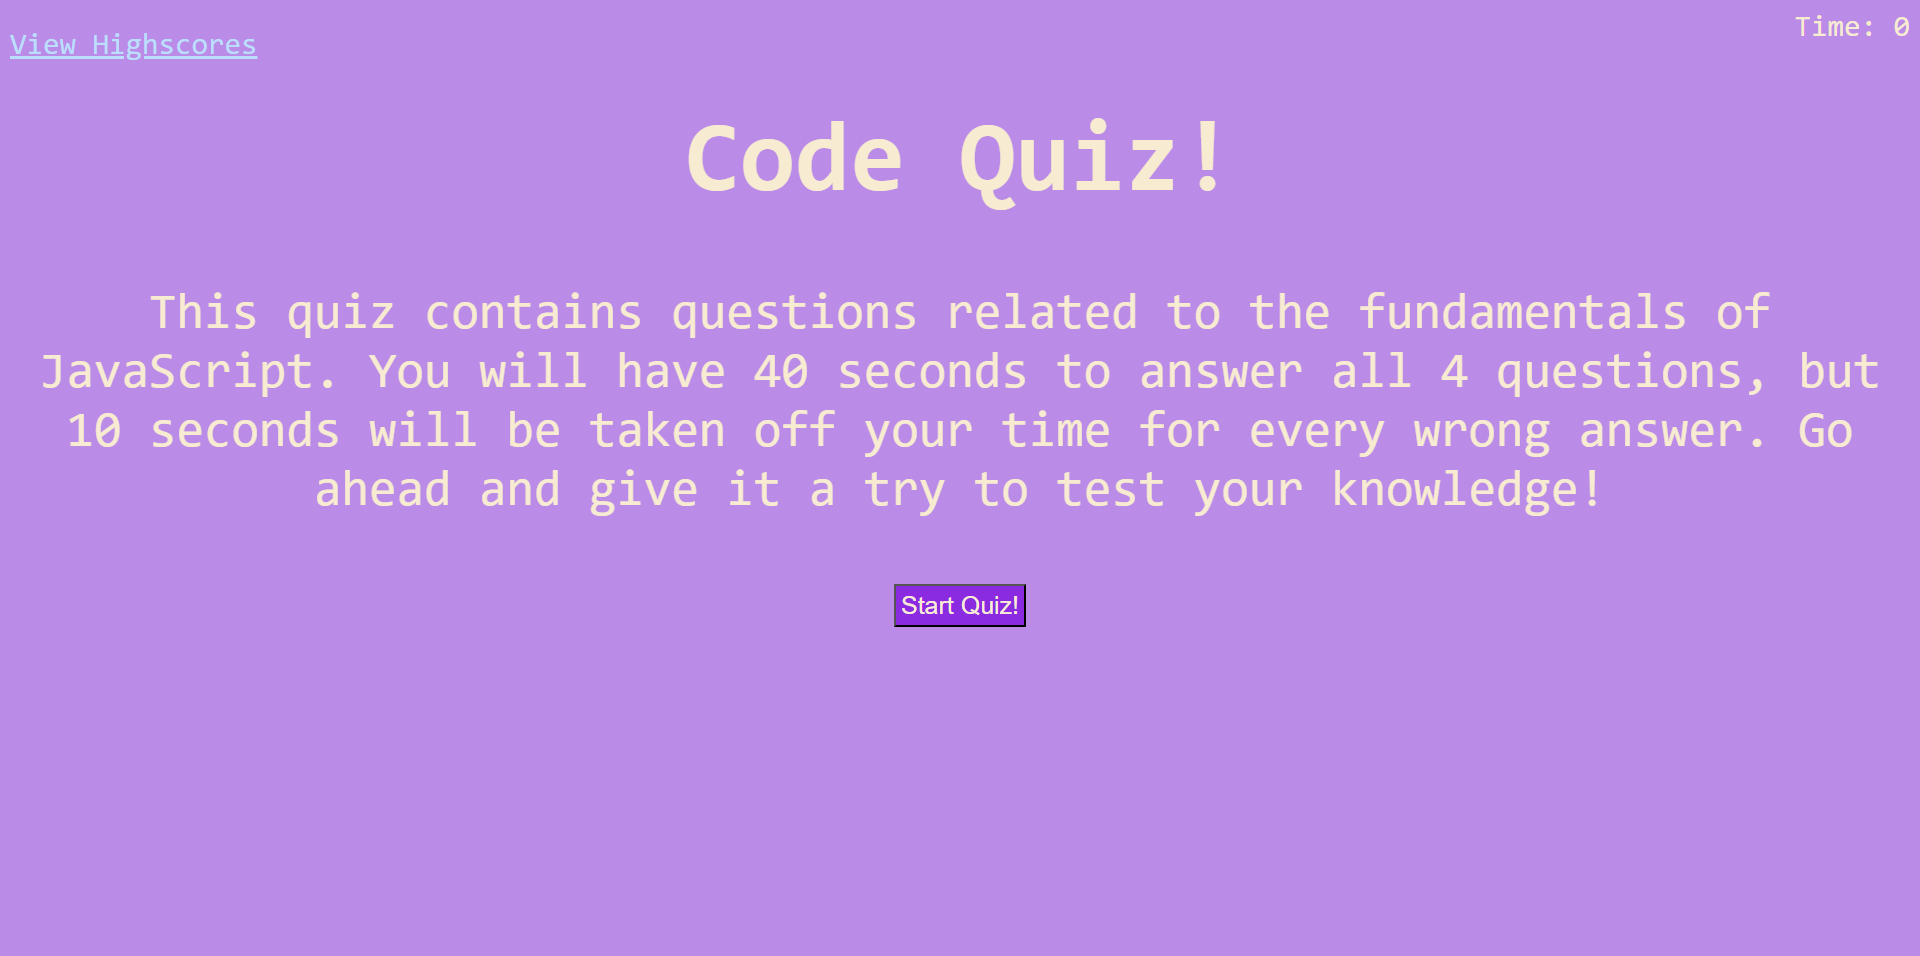 View Highscores
Time: 0
Code Quiz!
This quiz contains questions related to the fundamentals of
JavaScript. You will have 40 seconds to answer all 4 questions, but
10 seconds will be taken off your time for every wrong answer. Go
ahead and give it a try to test your knowledge!
Start Quiz!